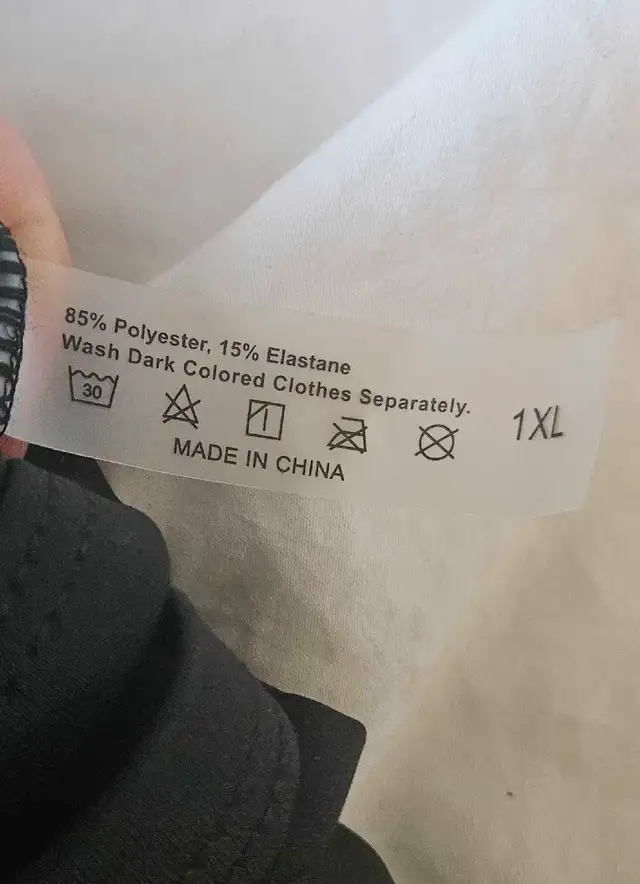 85% Polyester, 15% Elastane
Wash Dark Colored Clothes Separately.
30
1XL
MADE IN CHINA